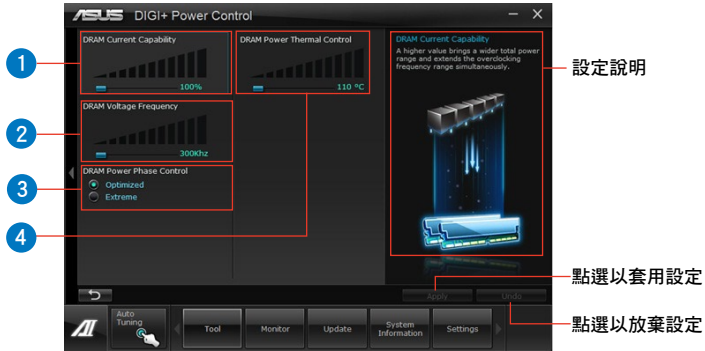 ASUS DIGI+ Power Control
DRAM Current Capability
100%
DRAM Power Thermal Control
110 °C
DRAM Current Capability
A higher value brings a wider total power
range and extends the overclocking
frequency range simultaneously.
設定說明
1
DRAM Voltage Frequency
300Khz
2
DRAM Power Phase Control
Optimized
Extreme
3
4
點選以套用設定
Apply
Undo
點選以放棄設定
AI
Auto
Tuning
Tool
Monitor
Update
System
Information
Settings